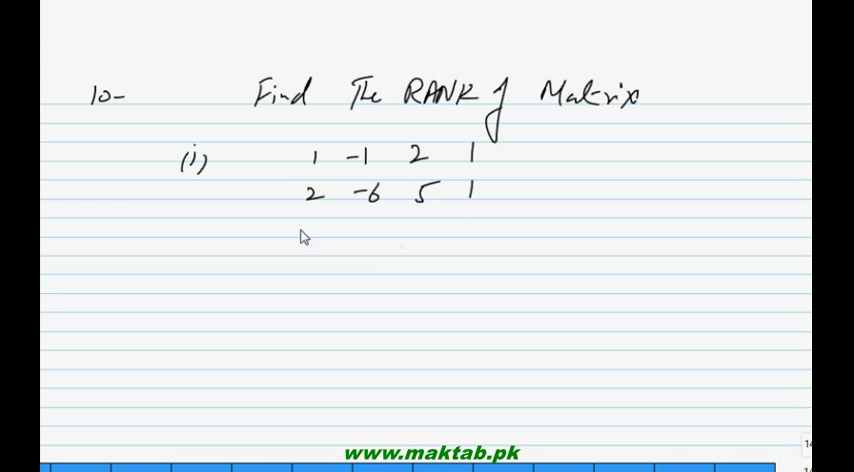 10- Find The RANK of Matrix
(i) 1 -1 2 1
2 -6 5 1
www.maktab.pk